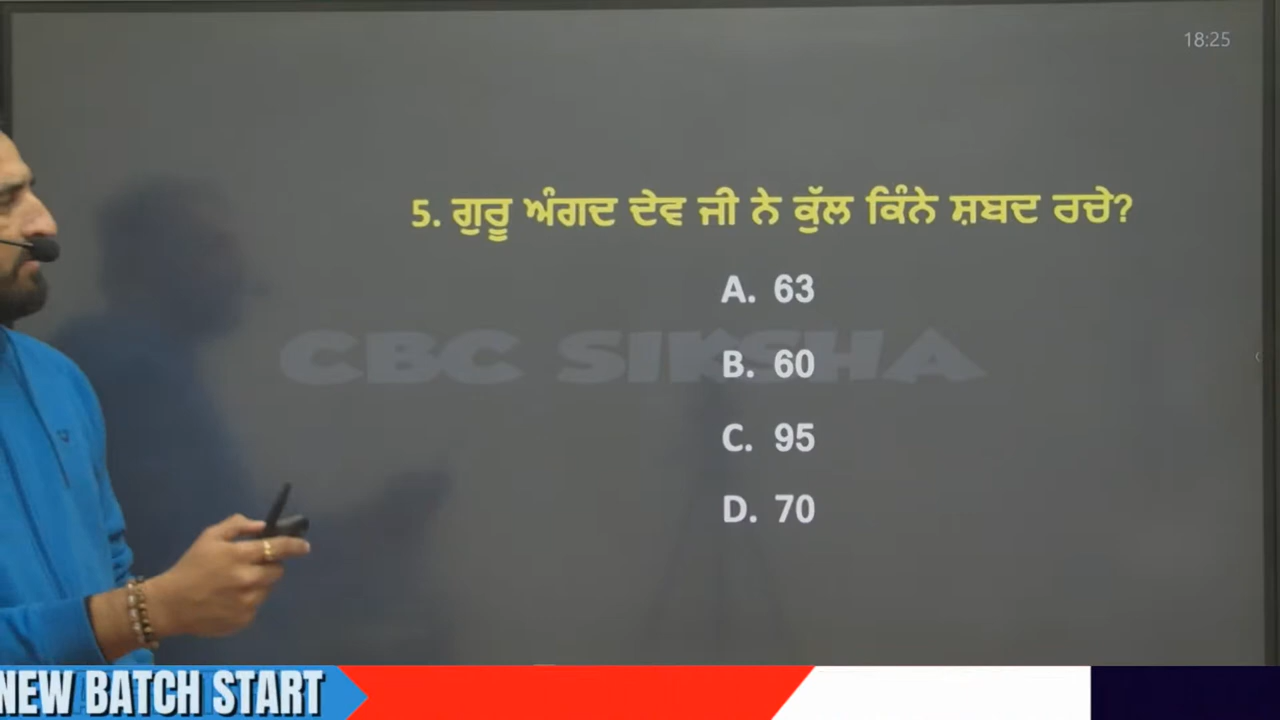 18:25
5. ਗੁਰੂ ਅੰਗਦ ਦੇਵ ਜੀ ਨੇ ਕੁੱਲ ਕਿੰਨੇ ਸ਼ਬਦ ਰਚੇ?
A. 63
CBC SIKSHA
B. 60
C. 95
D. 70
NEW BATCH START